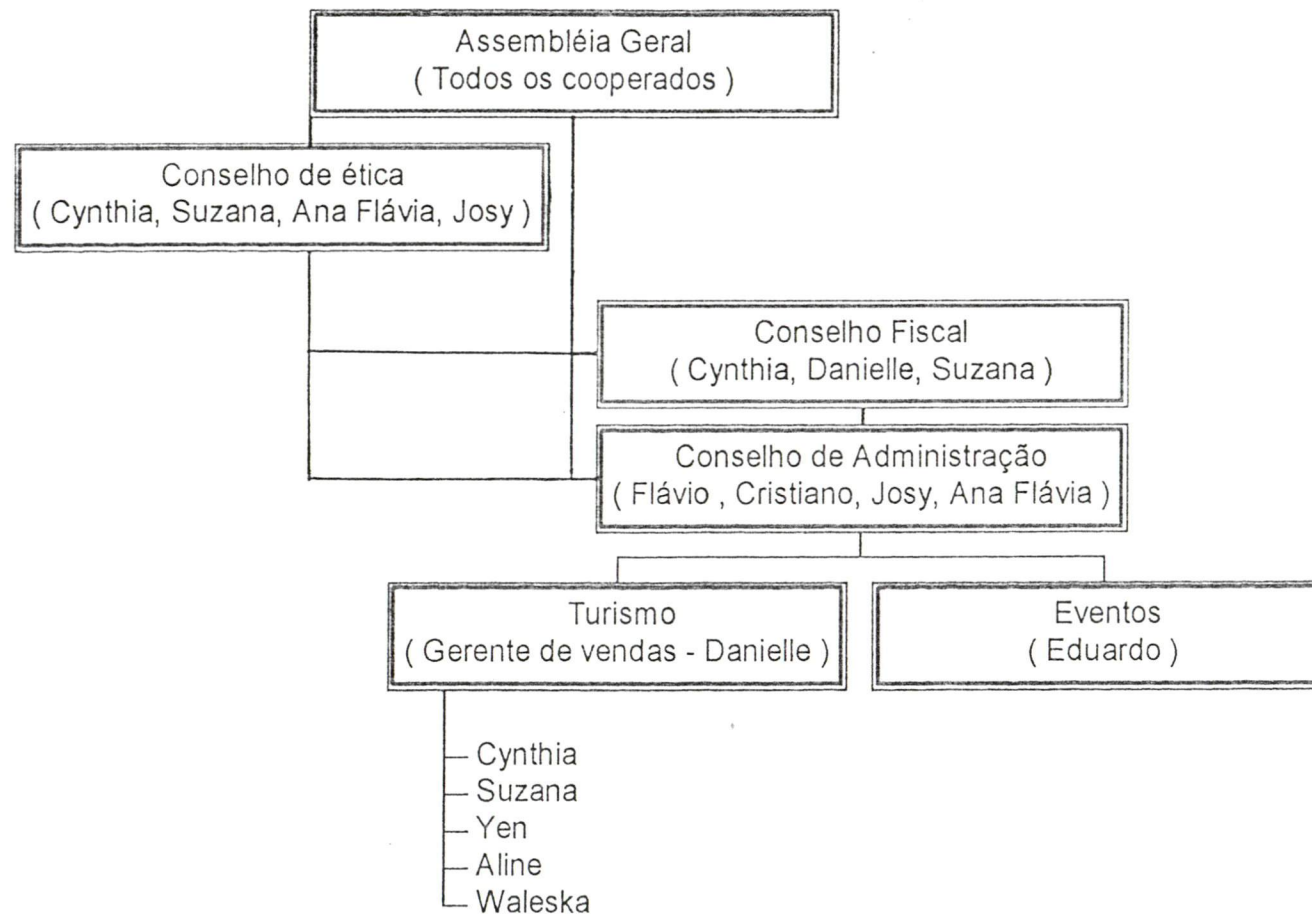 Assembléia Geral
( Todos os cooperados )
Conselho de ética
( Cynthia, Suzana, Ana Flávia, Josy )
Conselho Fiscal
( Cynthia, Danielle, Suzana )
Conselho de Administração
( Flávio , Cristiano, Josy, Ana Flávia )
Turismo
( Gerente de vendas - Danielle )
Eventos
( Eduardo )
Cynthia
Suzana
Yen
Aline
Waleska